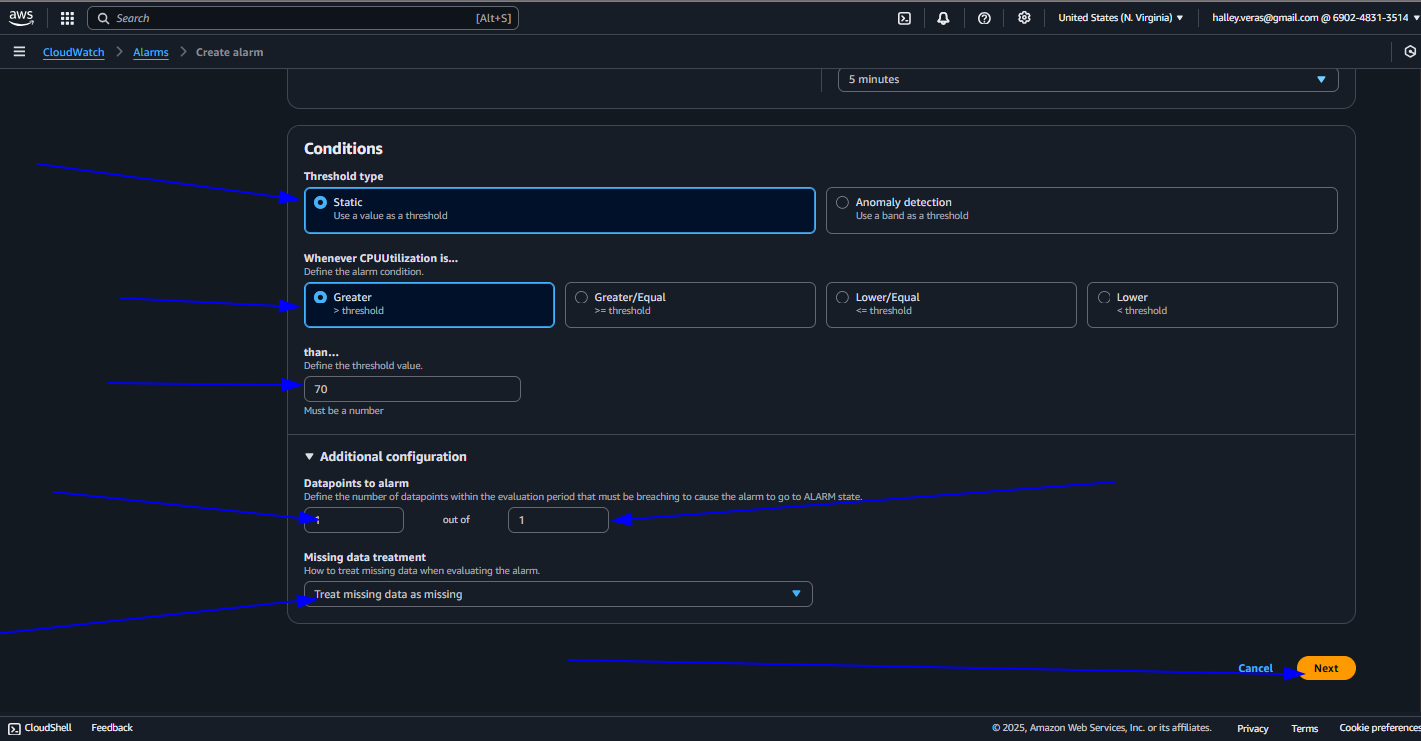 aws
Search [Alt+S]
United States (N. Virginia)
halley.veras@gmail.com @ 6902-4831-3514
CloudWatch > Alarms > Create alarm
5 minutes
Conditions
Threshold type
Static
Use a value as a threshold
Anomaly detection
Use a band as a threshold
Whenever CPUUtilization is...
Define the alarm condition.
Greater
> threshold
Greater/Equal
>= threshold
Lower/Equal
<= threshold
Lower
< threshold
than...
Define the threshold value.
70
Must be a number
Additional configuration
Datapoints to alarm
Define the number of datapoints within the evaluation period that must be breaching to cause the alarm to go to ALARM state.
1 out of 1
Missing data treatment
How to treat missing data when evaluating the alarm.
Treat missing data as missing
Cancel Next
CloudShell Feedback © 2025, Amazon Web Services, Inc. or its affiliates. Privacy Terms Cookie preferences